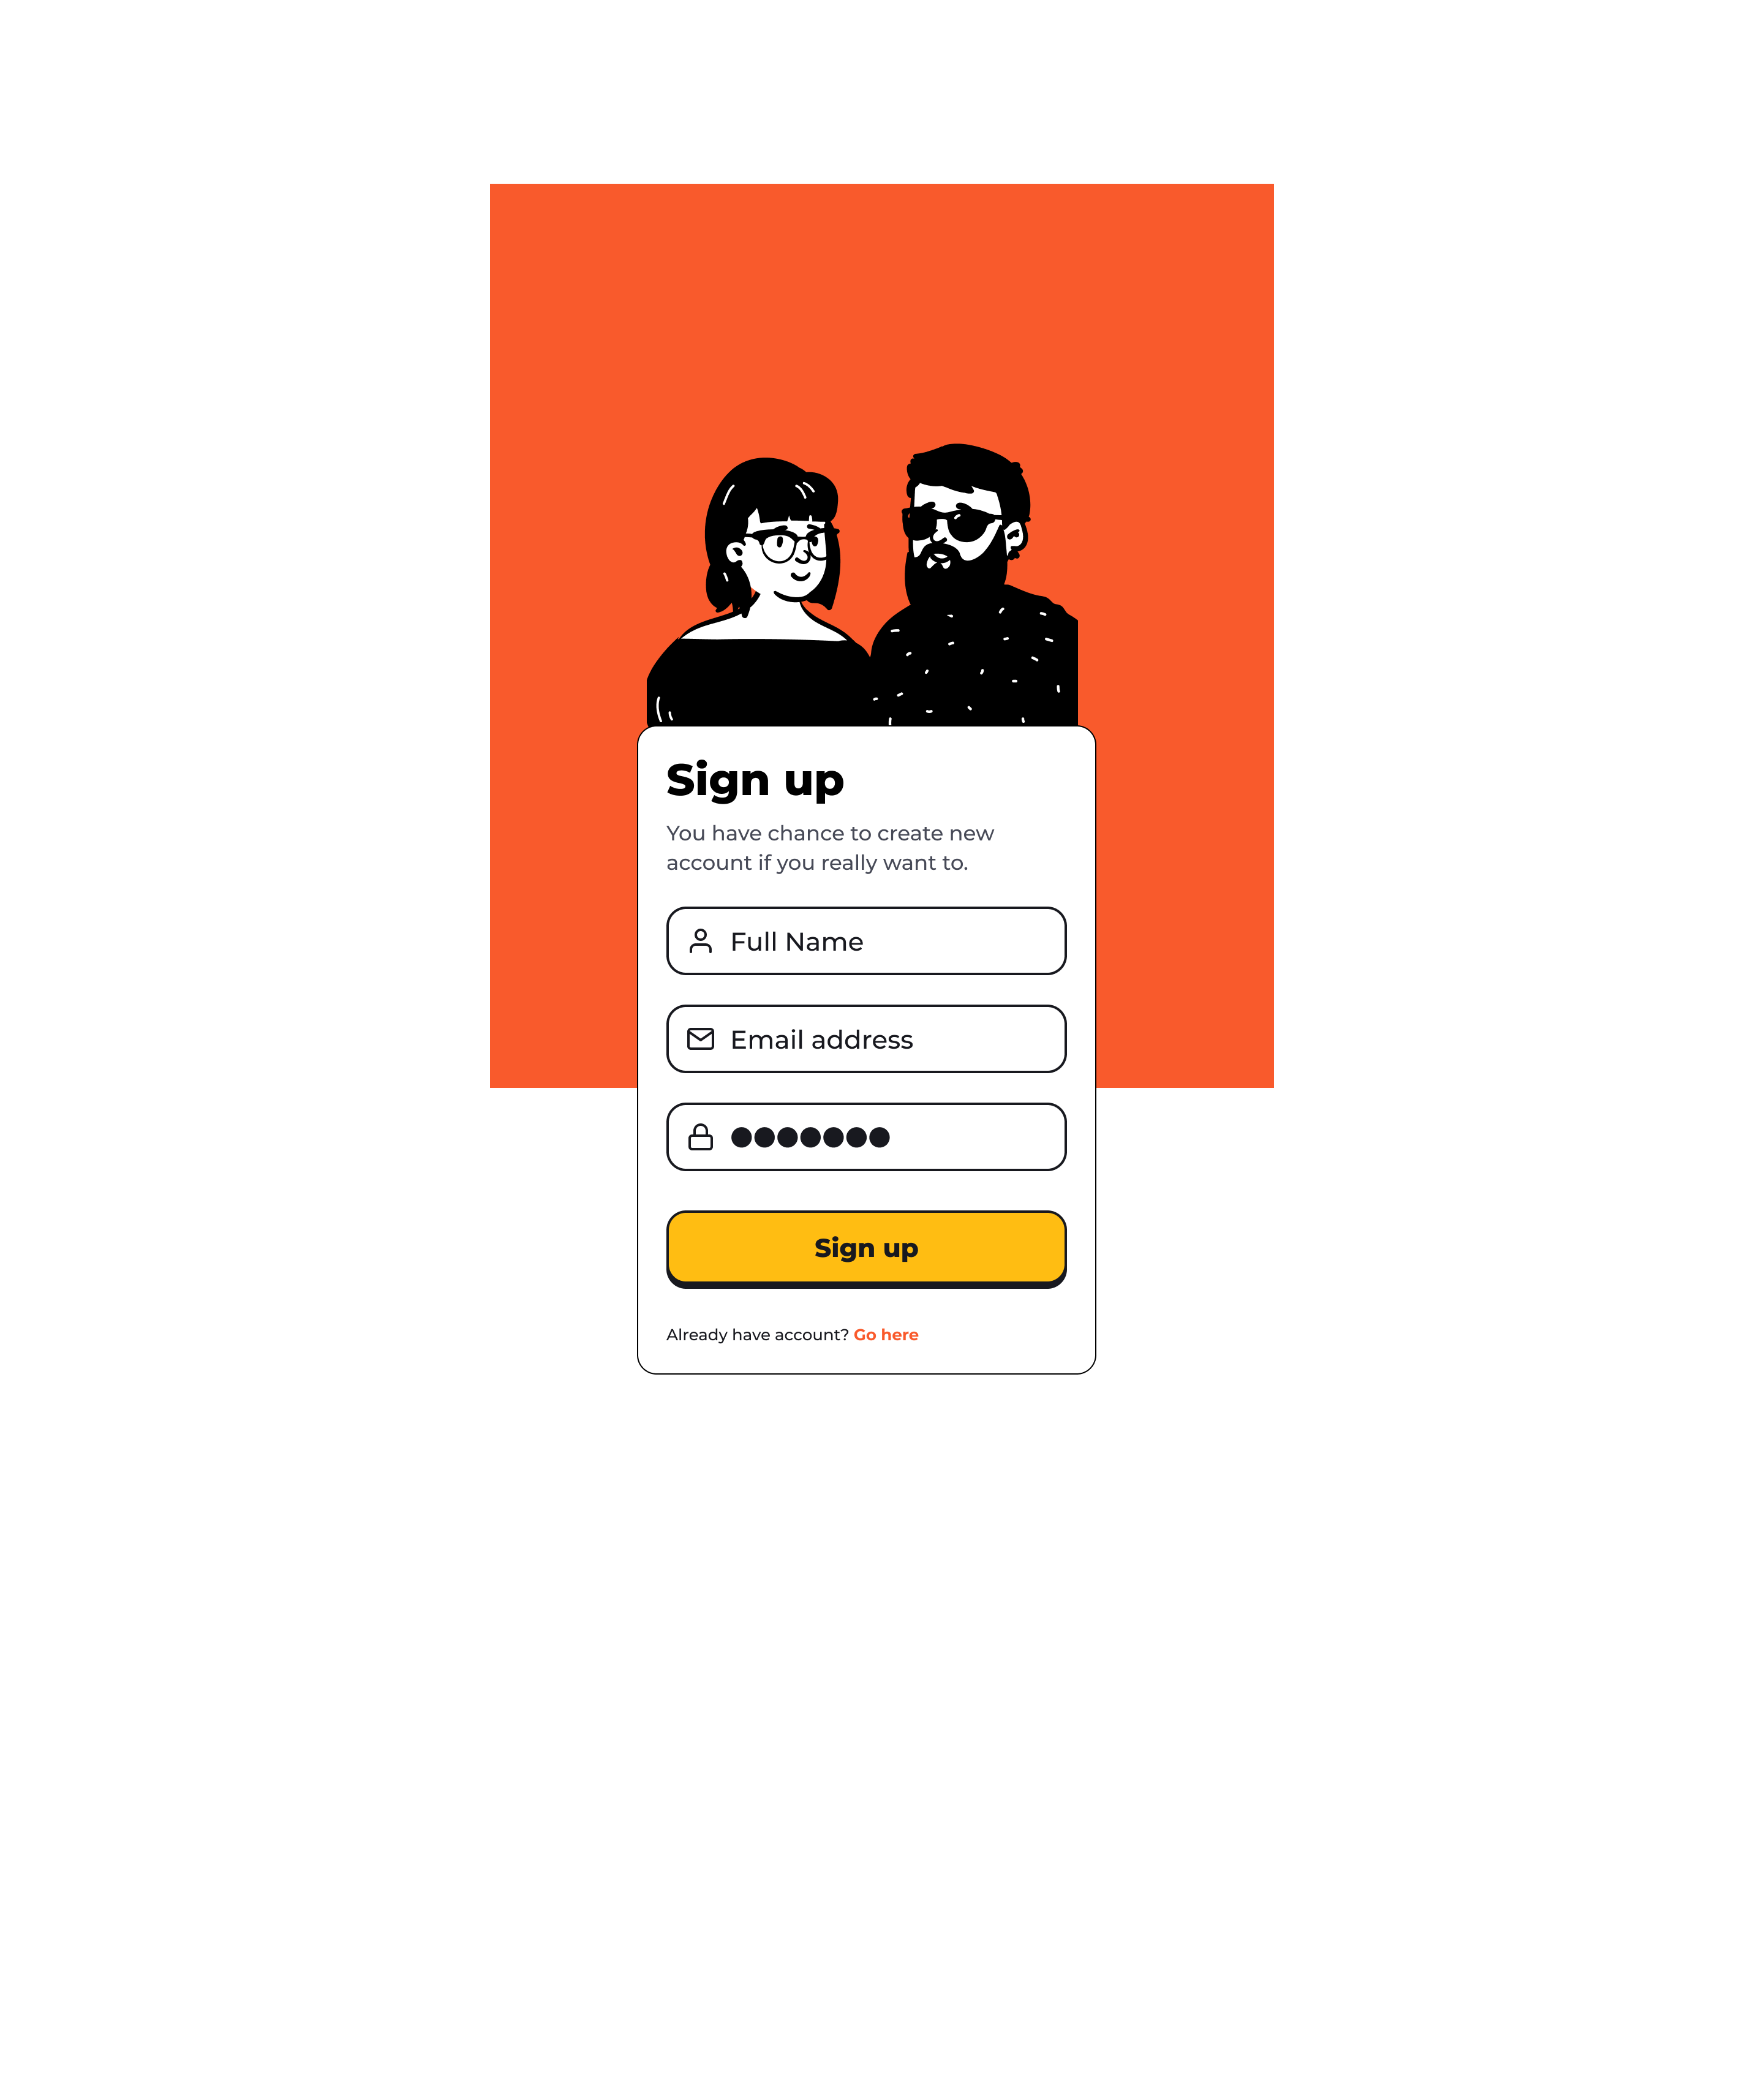 Sign up
You have chance to create new
account if you really want to.
Full Name
Email address
●●●●●●●
Sign up
Already have account? Go here